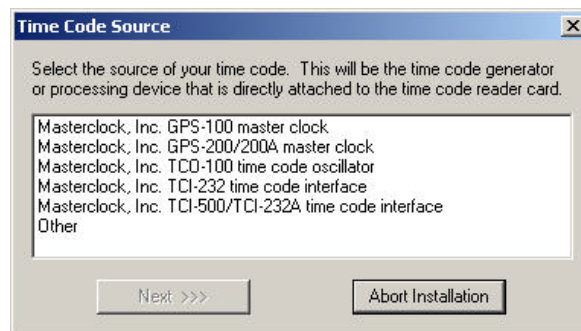 Time Code Source
Select the source of your time code. This will be the time code generator
or processing device that is directly attached to the time code reader card.
Masterclock, Inc. GPS-100 master clock
Masterclock, Inc. GPS-200/200A master clock
Masterclock, Inc. TCO-100 time code oscillator
Masterclock, Inc. TCI-232 time code interface
Masterclock, Inc. TCI-500/TCI-232A time code interface
Other
Next >>>
Abort Installation